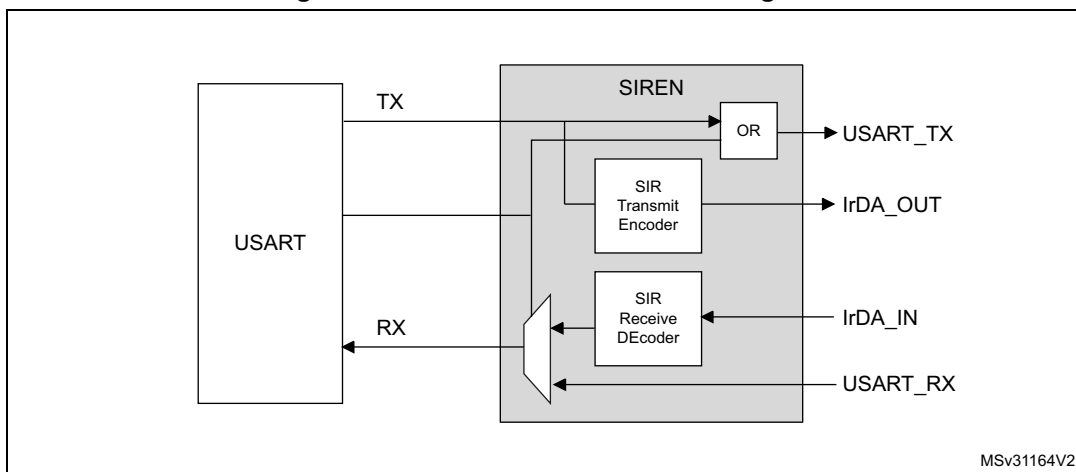 SIREN
TX
OR
USART_TX
SIR
Transmit
Encoder
IrDA_OUT
USART
SIR
Receive
DEcoder
IrDA_IN
RX
USART_RX
MSv31164V2